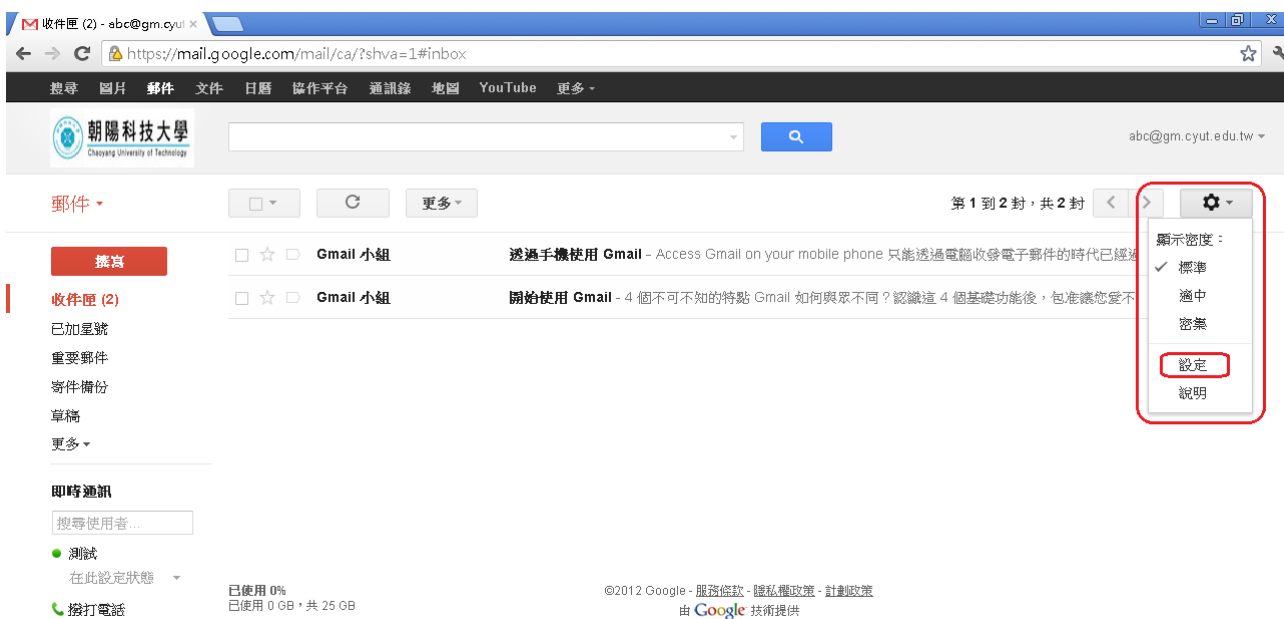 收件匣 (2) - abc@gm.cyut
https://mail.google.com/mail/ca/?shva=1#inbox
搜尋 圖片 郵件 文件 日曆 協作平台 通訊錄 地圖 YouTube 更多
朝陽科技大學
Chaoyang University of Technology
abc@gm.cyut.edu.tw
郵件
更多
第 1 到 2 封,共 2 封
撰寫
收件匣 (2)
已加星號
重要郵件
寄件備份
草稿
更多
Gmail 小組 透過手機使用 Gmail - Access Gmail on your mobile phone 只能透過電腦收發電子郵件的時代已經過
Gmail 小組 開始使用 Gmail - 4 個不可不知的特點 Gmail 如何與眾不同?認識這 4 個基礎功能後,包准讓您愛不
顯示密度:
標準
適中
密集
設定
說明
即時通訊
搜尋使用者...
測試
在此設定狀態
撥打電話
已使用 0%
已使用 0 GB,共 25 GB
©2012 Google - 服務條款 - 隱私權政策 - 計劃政策
由 Google 技術提供